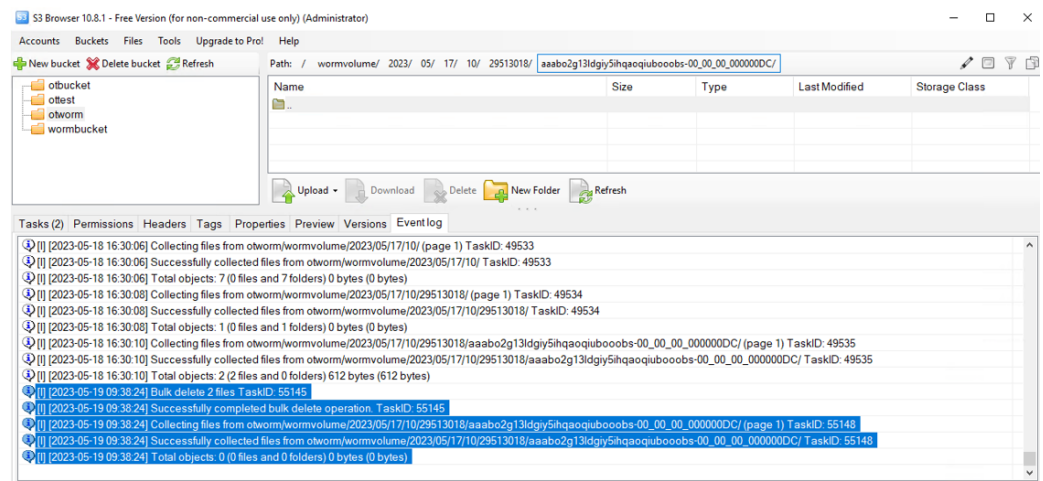 S3 Browser 10.8.1 - Free Version (for non-commercial use only) (Administrator)
Accounts Buckets Files Tools Upgrade to Pro! Help
New bucket Delete bucket Refresh
Path: / wormvolume/ 2023/ 05/ 17/ 10/ 29513018/ aaabo2g13ldgiy5ihqaoqiubooobs-00_00_00_000000DC/
otbucket
ottest
otworm
wormbucket
Name Size Type Last Modified Storage Class
..
Upload Download Delete New Folder Refresh
Tasks (2) Permissions Headers Tags Properties Preview Versions Event log
[I] [2023-05-18 16:30:06] Collecting files from otworm/wormvolume/2023/05/17/10/ (page 1) TaskID: 49533
[I] [2023-05-18 16:30:06] Successfully collected files from otworm/wormvolume/2023/05/17/10/ TaskID: 49533
[I] [2023-05-18 16:30:06] Total objects: 7 (0 files and 7 folders) 0 bytes (0 bytes)
[I] [2023-05-18 16:30:08] Collecting files from otworm/wormvolume/2023/05/17/10/29513018/ (page 1) TaskID: 49534
[I] [2023-05-18 16:30:08] Successfully collected files from otworm/wormvolume/2023/05/17/10/29513018/ TaskID: 49534
[I] [2023-05-18 16:30:08] Total objects: 1 (0 files and 1 folders) 0 bytes (0 bytes)
[I] [2023-05-18 16:30:10] Collecting files from otworm/wormvolume/2023/05/17/10/29513018/aaabo2g13ldgiy5ihqaoqiubooobs-00_00_00_000000DC/ (page 1) TaskID: 49535
[I] [2023-05-18 16:30:10] Successfully collected files from otworm/wormvolume/2023/05/17/10/29513018/aaabo2g13ldgiy5ihqaoqiubooobs-00_00_00_000000DC/ TaskID: 49535
[I] [2023-05-18 16:30:10] Total objects: 2 (2 files and 0 folders) 612 bytes (612 bytes)
[I] [2023-05-19 09:38:24] Bulk delete 2 files TaskID: 55145
[I] [2023-05-19 09:38:24] Successfully completed bulk delete operation. TaskID: 55145
[I] [2023-05-19 09:38:24] Collecting files from otworm/wormvolume/2023/05/17/10/29513018/aaabo2g13ldgiy5ihqaoqiubooobs-00_00_00_000000DC/ (page 1) TaskID: 55148
[I] [2023-05-19 09:38:24] Successfully collected files from otworm/wormvolume/2023/05/17/10/29513018/aaabo2g13ldgiy5ihqaoqiubooobs-00_00_00_000000DC/ TaskID: 55148
[I] [2023-05-19 09:38:24] Total objects: 0 (0 files and 0 folders) 0 bytes (0 bytes)